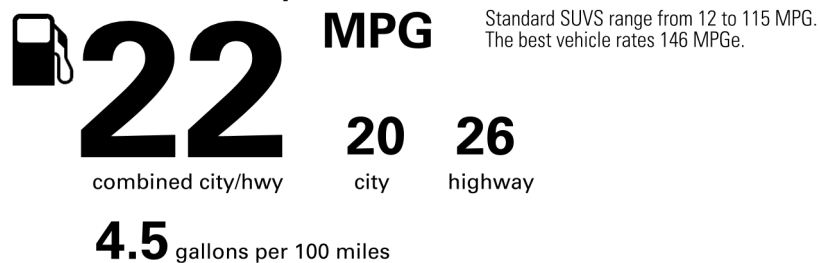 22 MPG
Standard SUVS range from 12 to 115 MPG.
The best vehicle rates 146 MPGe.
20 26
combined city/hwy city highway
4.5 gallons per 100 miles